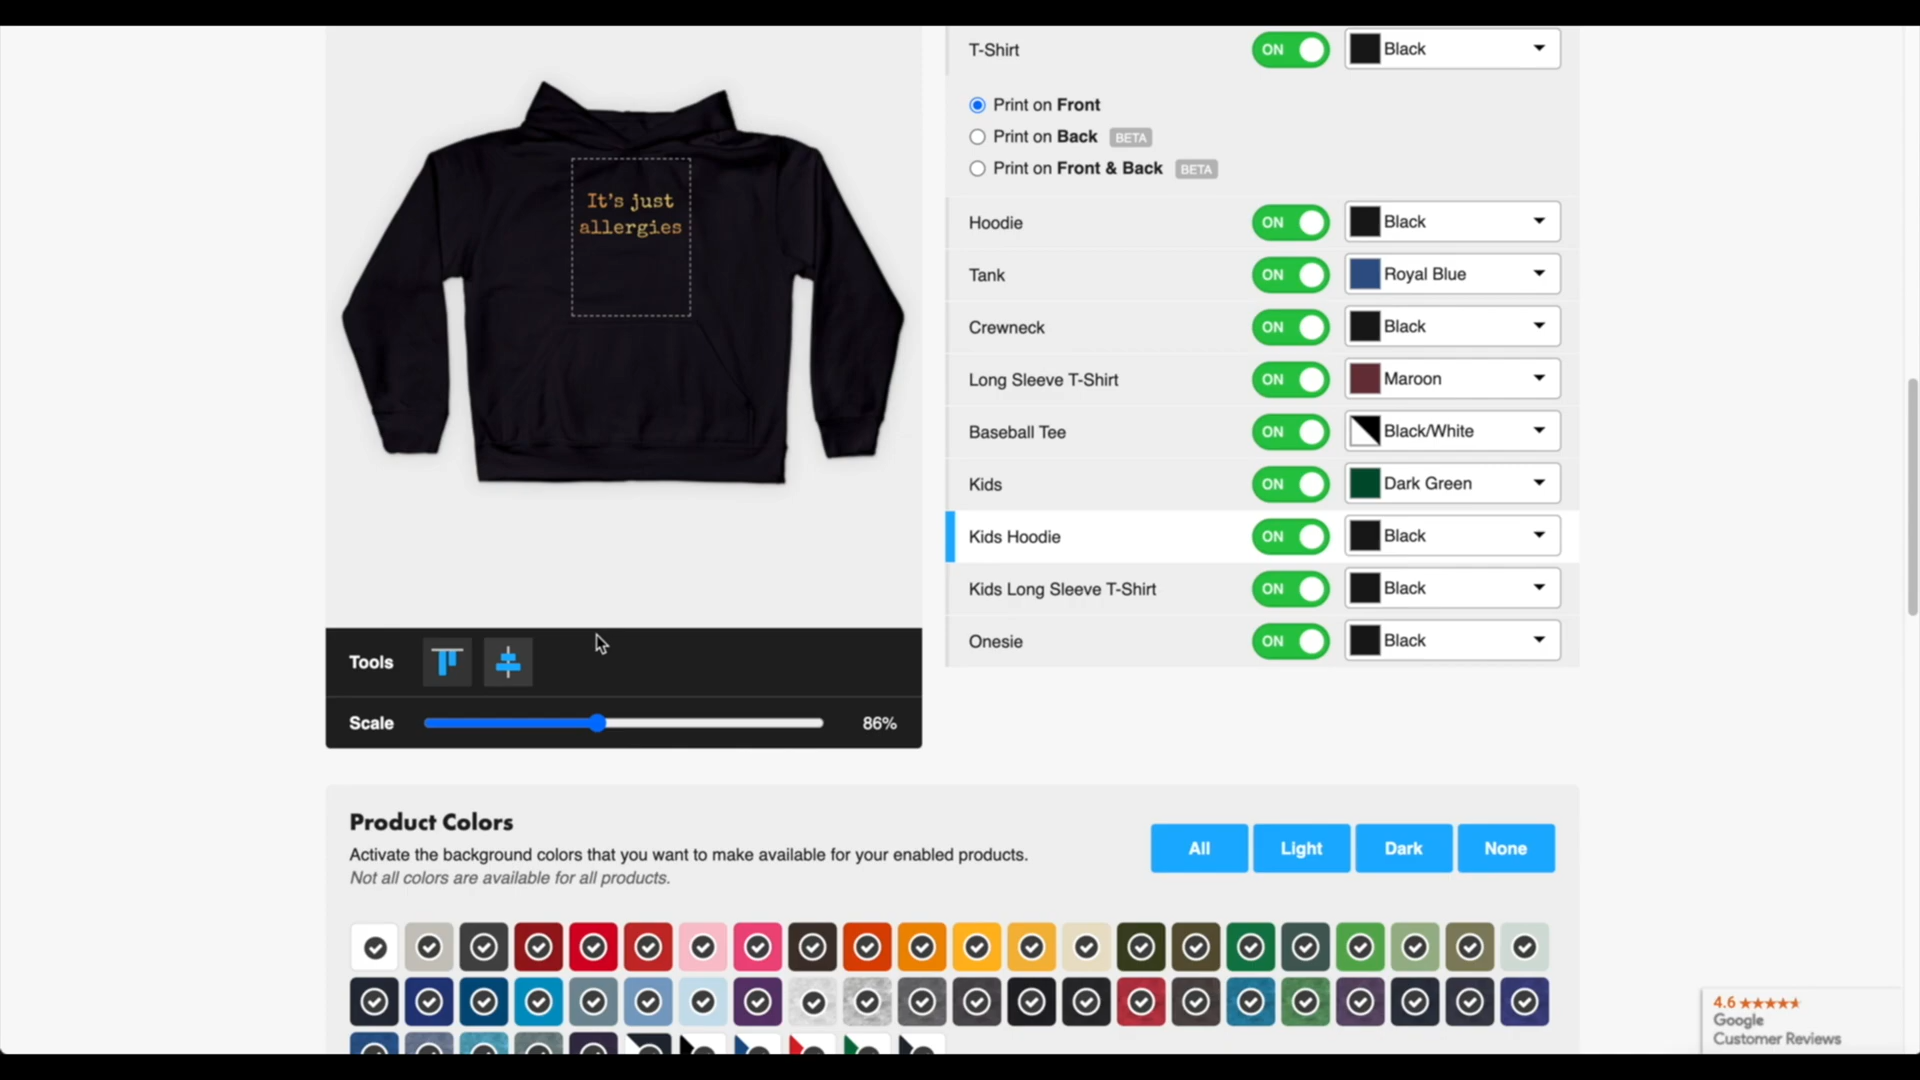 T-Shirt ON Black
Print on Front
Print on Back BETA
Print on Front & Back BETA
It's just
allergies
Hoodie ON Black
Tank ON Royal Blue
Crewneck ON Black
Long Sleeve T-Shirt ON Maroon
Baseball Tee ON Black/White
Kids ON Dark Green
Kids Hoodie ON Black
Kids Long Sleeve T-Shirt ON Black
Onesie ON Black
Tools
Scale 86%
Product Colors
Activate the background colors that you want to make available for your enabled products.
Not all colors are available for all products.
All Light Dark None
4.6
Google
Customer Reviews